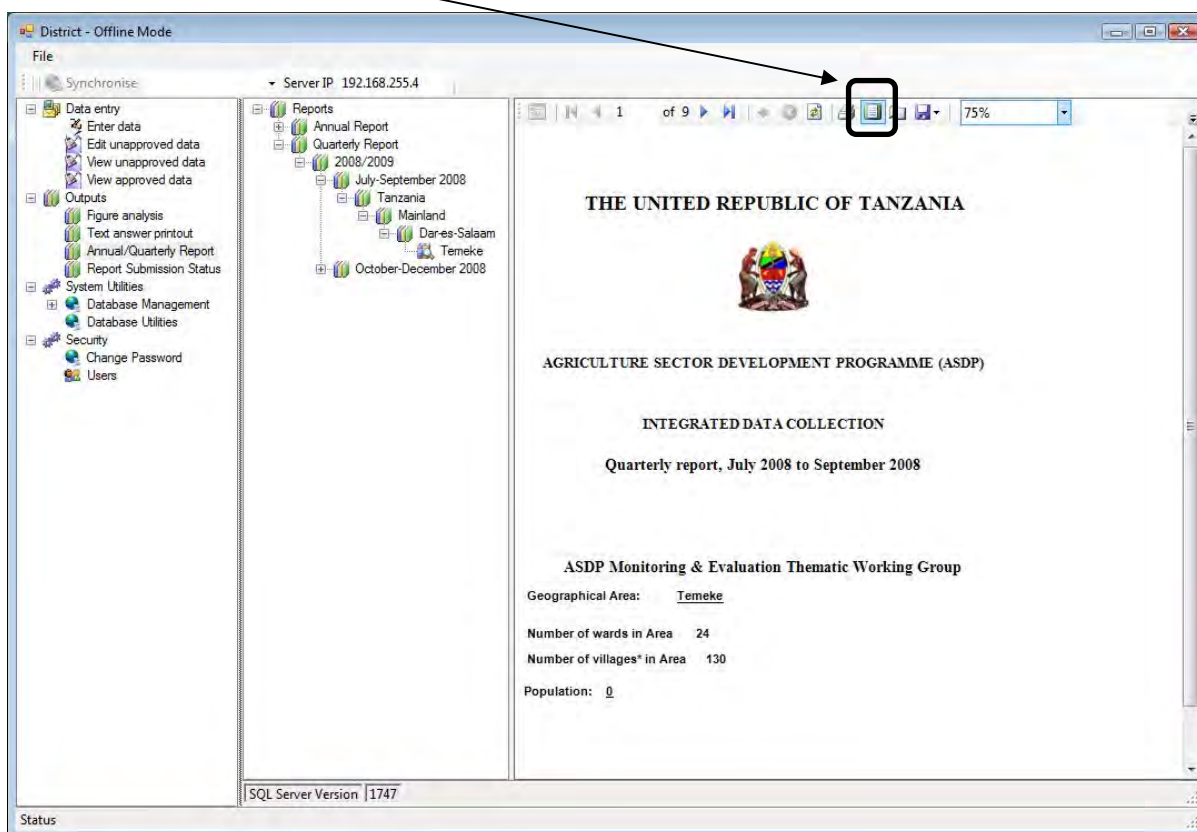 District - Offline Mode
File
Synchronise
Server IP 192.168.255.4
Data entry
Enter data
Edit unapproved data
View unapproved data
View approved data
Outputs
Figure analysis
Text answer printout
Annual/Quarterly Report
Report Submission Status
System Utilities
Database Management
Database Utilities
Security
Change Password
Users
Reports
Annual Report
Quarterly Report
2008/2009
July-September 2008
Tanzania
Mainland
Dar-es-Salaam
Temeke
October-December 2008
1 of 9
75%
THE UNITED REPUBLIC OF TANZANIA
AGRICULTURE SECTOR DEVELOPMENT PROGRAMME (ASDP)
INTEGRATED DATA COLLECTION
Quarterly report, July 2008 to September 2008
ASDP Monitoring & Evaluation Thematic Working Group
Geographical Area: Temeke
Number of wards in Area 24
Number of villages* in Area 130
Population: 0
SQL Server Version 1747
Status